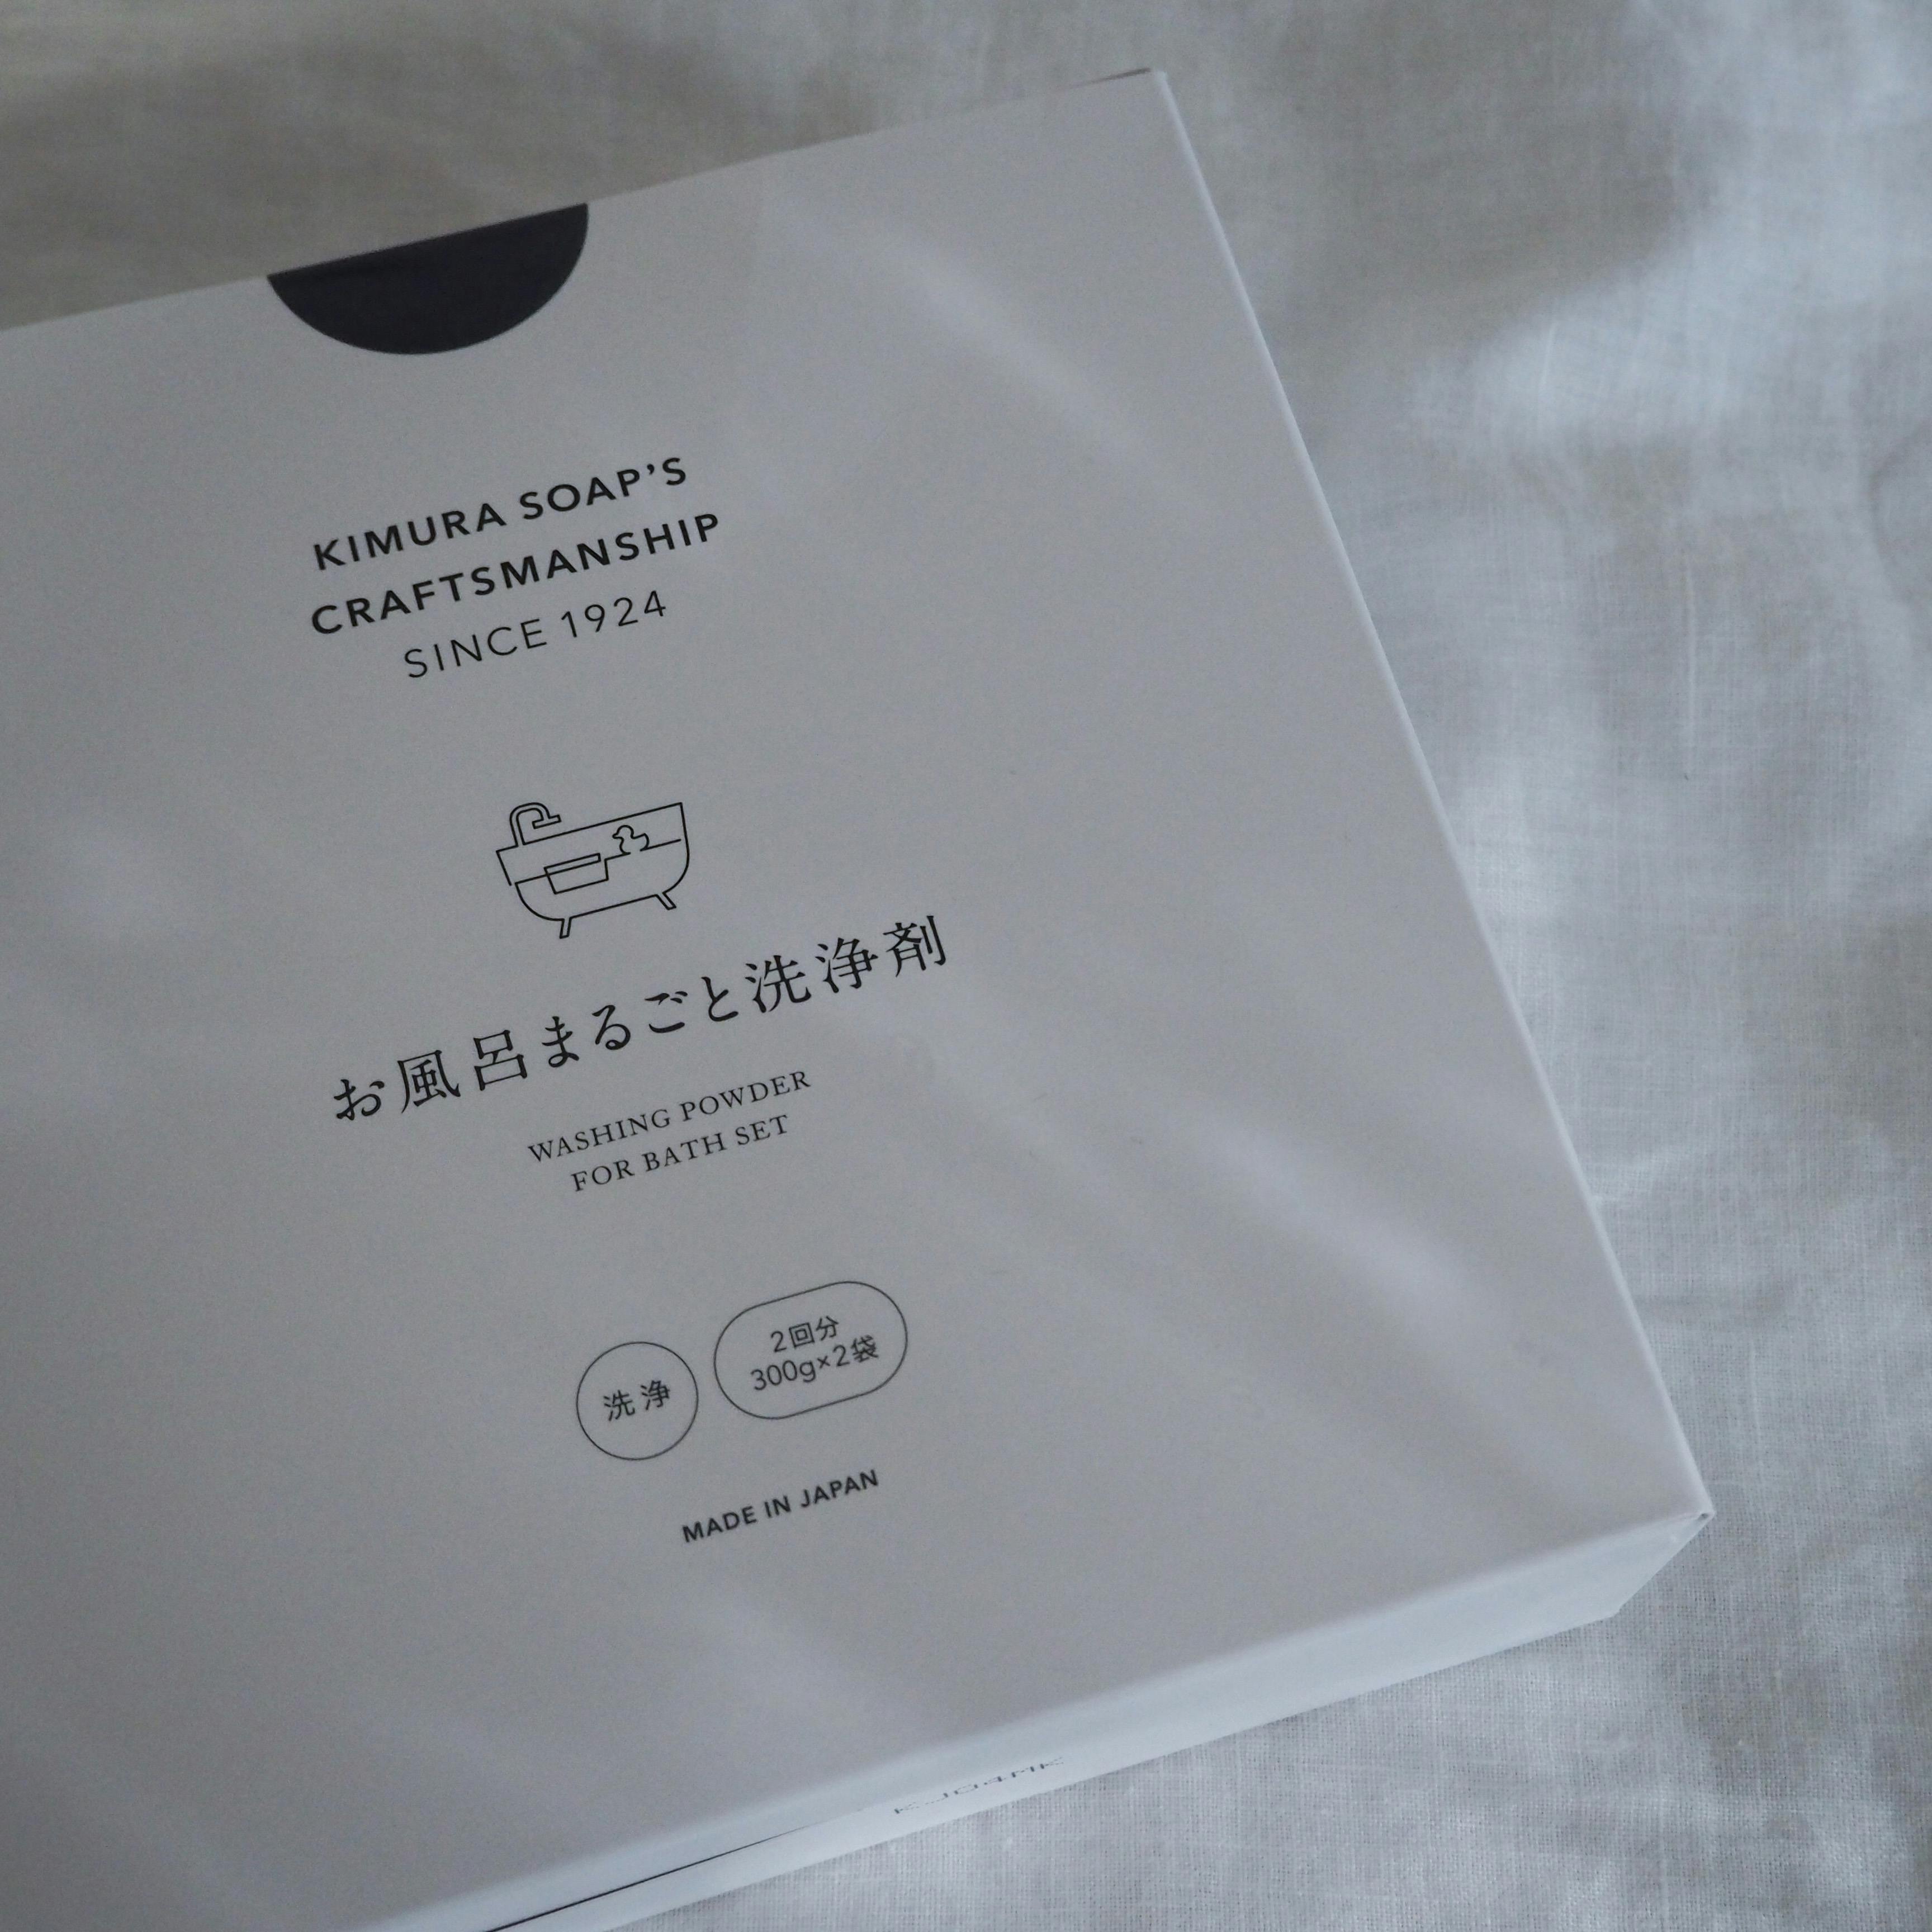 KIMURA SOAP'S
CRAFTSMANSHIP
SINCE 1924
お風呂まるごと洗浄剤
WASHING POWDER
FOR BATH SET
洗浄
2回分
300g×2袋
MADE IN JAPAN